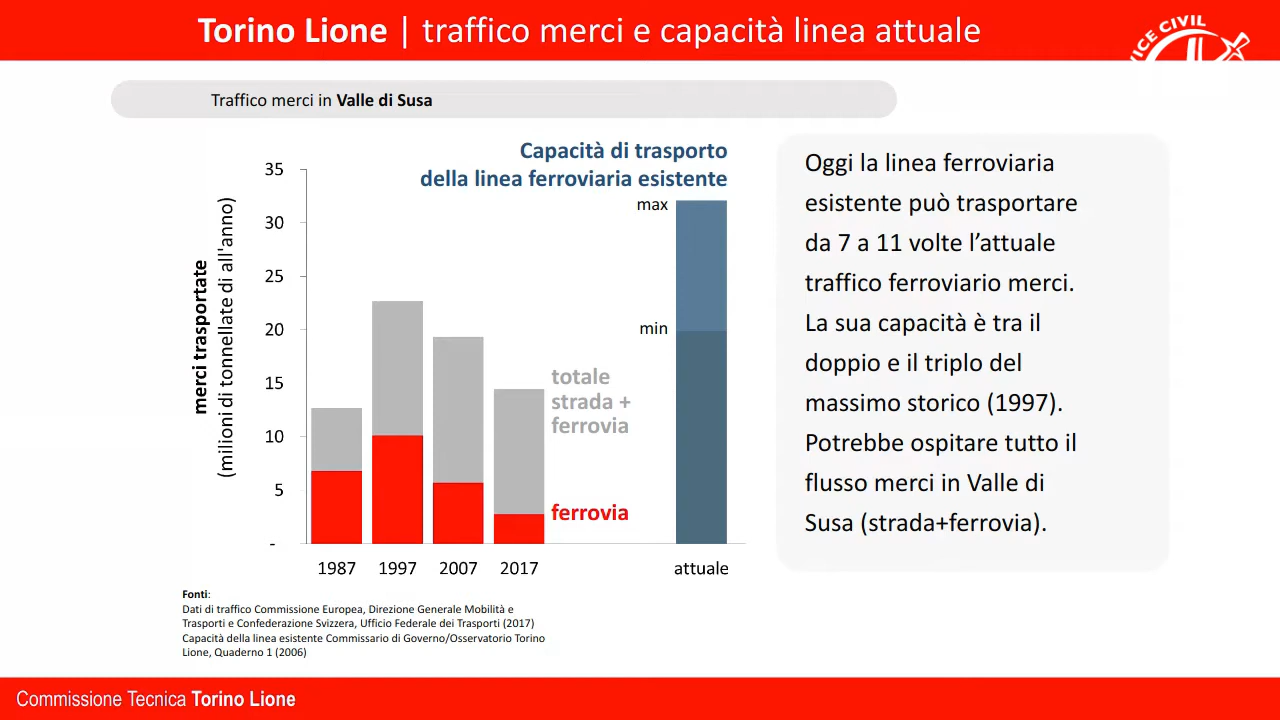 Torino Lione | traffico merci e capacità linea attuale
VICE CIVIL
Traffico merci in Valle di Susa
Capacità di trasporto
della linea ferroviaria esistente
merci trasportate
(milioni di tonnellate di all'anno)
35
30
25
20
15
10
5
-
max
min
totale
strada +
ferrovia
ferrovia
1987
1997
2007
2017
attuale
Oggi la linea ferroviaria
esistente può trasportare
da 7 a 11 volte l’attuale
traffico ferroviario merci.
La sua capacità è tra il
doppio e il triplo del
massimo storico (1997).
Potrebbe ospitare tutto il
flusso merci in Valle di
Susa (strada+ferrovia).
Fonti:
Dati di traffico Commissione Europea, Direzione Generale Mobilità e
Trasporti e Confederazione Svizzera, Ufficio Federale dei Trasporti (2017)
Capacità della linea esistente Commissario di Governo/Osservatorio Torino
Lione, Quaderno 1 (2006)
Commissione Tecnica Torino Lione